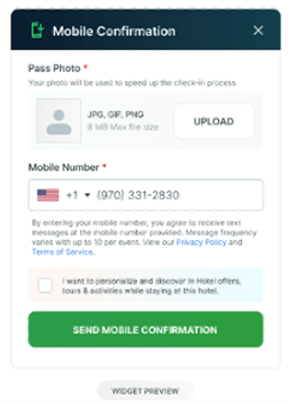 Mobile Confirmation
Pass Photo *
Your photo will be used to speed up the check-in process
JPG, GIF, PNG
8 MB Max file size
UPLOAD
Mobile Number *
+1 (970) 331-2830
By entering your mobile number, you agree to receive text
messages at the mobile number provided. Message frequency
varies with up to 10 per event. View our Privacy Policy and
Terms of Service.
I want to personalize and discover in Hotel offers,
tours & activities while staying at this hotel.
SEND MOBILE CONFIRMATION
WIDGET PREVIEW